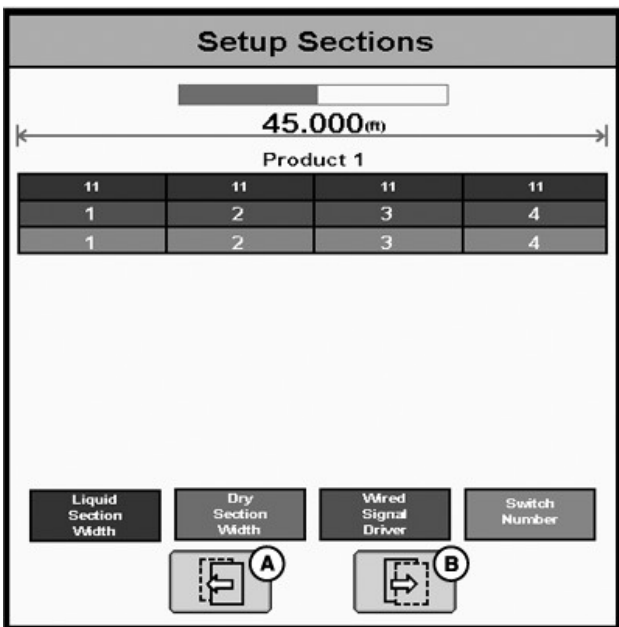 Setup Sections
45.000(ft)
Product 1
11 11 11 11
1 2 3 4
1 2 3 4
Liquid Section Width
Dry Section Width
Wired Signal Driver
Switch Number
A B